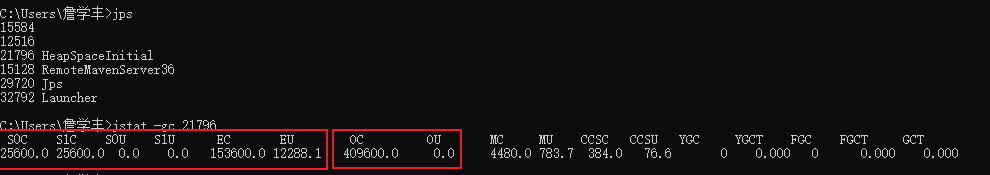 C:\Users\詹学丰>jps
15584
12516
21796 HeapSpaceInitial
15128 RemoteMavenServer36
29720 Jps
32792 Launcher
C:\Users\詹学丰>jstat -gc 21796
S0C S1C S0U S1U EC EU OC OU MC MU CCSC CCSU YGC YGCT FGC FGCT GCT
25600.0 25600.0 0.0 0.0 153600.0 12288.1 409600.0 0.0 4480.0 783.7 384.0 76.6 0 0.000 0 0.000 0.000